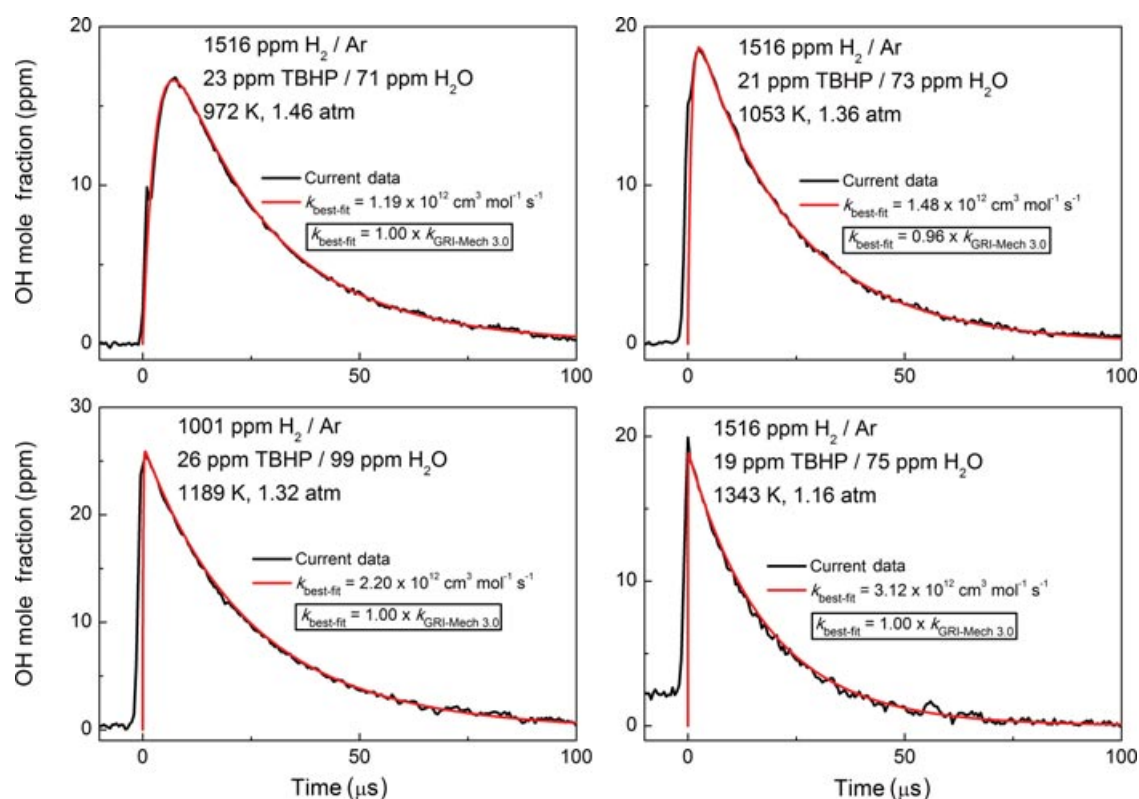 20
10
0
OH mole fraction (ppm)
1516 ppm H₂ / Ar
23 ppm TBHP / 71 ppm H₂O
972 K, 1.46 atm
Current data
k_best-fit = 1.19 x 10¹² cm³ mol⁻¹ s⁻¹
k_best-fit = 1.00 x k_GRI-Mech 3.0
0
50
100
20
10
0
1516 ppm H₂ / Ar
21 ppm TBHP / 73 ppm H₂O
1053 K, 1.36 atm
Current data
k_best-fit = 1.48 x 10¹² cm³ mol⁻¹ s⁻¹
k_best-fit = 0.96 x k_GRI-Mech 3.0
0
50
100
30
20
10
0
OH mole fraction (ppm)
1001 ppm H₂ / Ar
26 ppm TBHP / 99 ppm H₂O
1189 K, 1.32 atm
Current data
k_best-fit = 2.20 x 10¹² cm³ mol⁻¹ s⁻¹
k_best-fit = 1.00 x k_GRI-Mech 3.0
0
50
100
Time (μs)
20
10
0
1516 ppm H₂ / Ar
19 ppm TBHP / 75 ppm H₂O
1343 K, 1.16 atm
Current data
k_best-fit = 3.12 x 10¹² cm³ mol⁻¹ s⁻¹
k_best-fit = 1.00 x k_GRI-Mech 3.0
0
50
100
Time (μs)